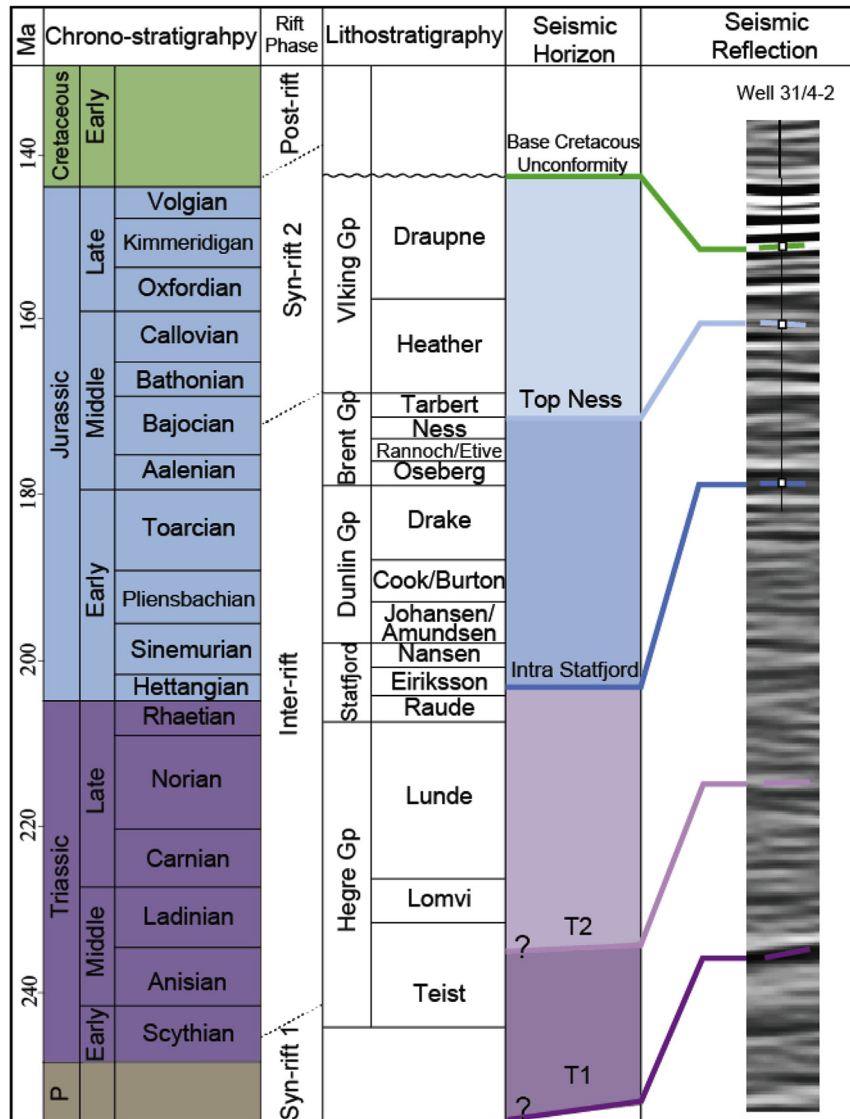 Ma
Chrono-stratigrahpy
Rift
Phase
Lithostratigraphy
Seismic
Horizon
Seismic
Reflection
Well 31/4-2
140
160
180
200
220
240
Cretaceous
Jurassic
Triassic
P
Early
Late
Middle
Early
Late
Middle
Early
Volgian
Kimmeridigan
Oxfordian
Callovian
Bathonian
Bajocian
Aalenian
Toarcian
Pliensbachian
Sinemurian
Hettangian
Rhaetian
Norian
Carnian
Ladinian
Anisian
Scythian
Post-rift
Syn-rift 2
Inter-rift
Syn-rift 1
VIking Gp
Brent Gp
Dunlin Gp
Statfjord
Hegre Gp
Draupne
Heather
Tarbert
Ness
Rannoch/Etive
Oseberg
Drake
Cook/Burton
Johansen/
Amundsen
Nansen
Eiriksson
Raude
Lunde
Lomvi
Teist
Base Cretacous
Unconformity
Top Ness
Intra Statfjord
T2
?
T1
?